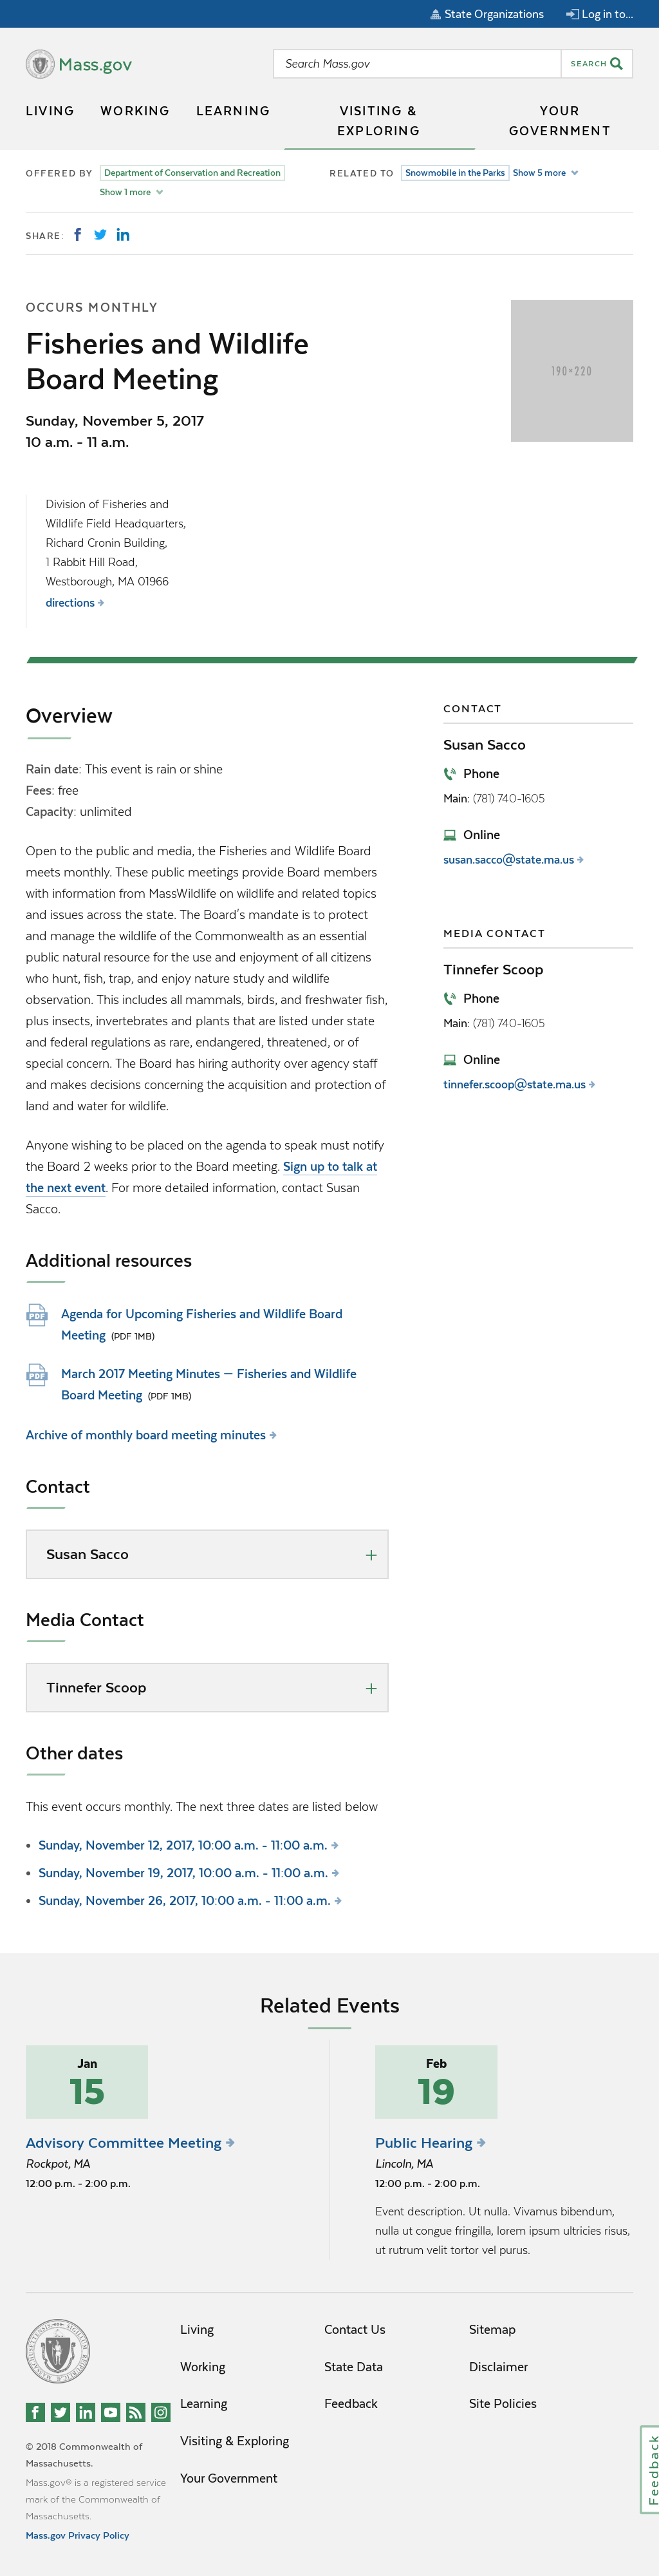 State Organizations
Log in to...
Mass.gov
Search Mass.gov
SEARCH
LIVING
WORKING
LEARNING
VISITING &
EXPLORING
YOUR
GOVERNMENT
OFFERED BY
Department of Conservation and Recreation
Show 1 more
RELATED TO
Snowmobile in the Parks
Show 5 more
SHARE:
OCCURS MONTHLY
Fisheries and Wildlife
Board Meeting
Sunday, November 5, 2017
10 a.m. - 11 a.m.
190×220
Division of Fisheries and
Wildlife Field Headquarters,
Richard Cronin Building,
1 Rabbit Hill Road,
Westborough, MA 01966
directions
Overview
Rain date: This event is rain or shine
Fees: free
Capacity: unlimited
Open to the public and media, the Fisheries and Wildlife Board
meets monthly. These public meetings provide Board members
with information from MassWildlife on wildlife and related topics
and issues across the state. The Board's mandate is to protect
and manage the wildlife of the Commonwealth as an essential
public natural resource for the use and enjoyment of all citizens
who hunt, fish, trap, and enjoy nature study and wildlife
observation. This includes all mammals, birds, and freshwater fish,
plus insects, invertebrates and plants that are listed under state
and federal regulations as rare, endangered, threatened, or of
special concern. The Board has hiring authority over agency staff
and makes decisions concerning the acquisition and protection of
land and water for wildlife.
Anyone wishing to be placed on the agenda to speak must notify
the Board 2 weeks prior to the Board meeting. Sign up to talk at
the next event. For more detailed information, contact Susan
Sacco.
Additional resources
PDF
Agenda for Upcoming Fisheries and Wildlife Board
Meeting (PDF 1MB)
PDF
March 2017 Meeting Minutes — Fisheries and Wildlife
Board Meeting (PDF 1MB)
Archive of monthly board meeting minutes
Contact
Susan Sacco
Media Contact
Tinnefer Scoop
Other dates
This event occurs monthly. The next three dates are listed below
• Sunday, November 12, 2017, 10:00 a.m. - 11:00 a.m.
• Sunday, November 19, 2017, 10:00 a.m. - 11:00 a.m.
• Sunday, November 26, 2017, 10:00 a.m. - 11:00 a.m.
CONTACT
Susan Sacco
Phone
Main: (781) 740-1605
Online
susan.sacco@state.ma.us
MEDIA CONTACT
Tinnefer Scoop
Phone
Main: (781) 740-1605
Online
tinnefer.scoop@state.ma.us
Related Events
Jan
15
Advisory Committee Meeting
Rockpot, MA
12:00 p.m. - 2:00 p.m.
Feb
19
Public Hearing
Lincoln, MA
12:00 p.m. - 2:00 p.m.
Event description. Ut nulla. Vivamus bibendum,
nulla ut congue fringilla, lorem ipsum ultricies risus,
ut rutrum velit tortor vel purus.
© 2018 Commonwealth of
Massachusetts.
Mass.gov® is a registered service
mark of the Commonwealth of
Massachusetts.
Mass.gov Privacy Policy
Living
Working
Learning
Visiting & Exploring
Your Government
Contact Us
State Data
Feedback
Sitemap
Disclaimer
Site Policies
Feedback